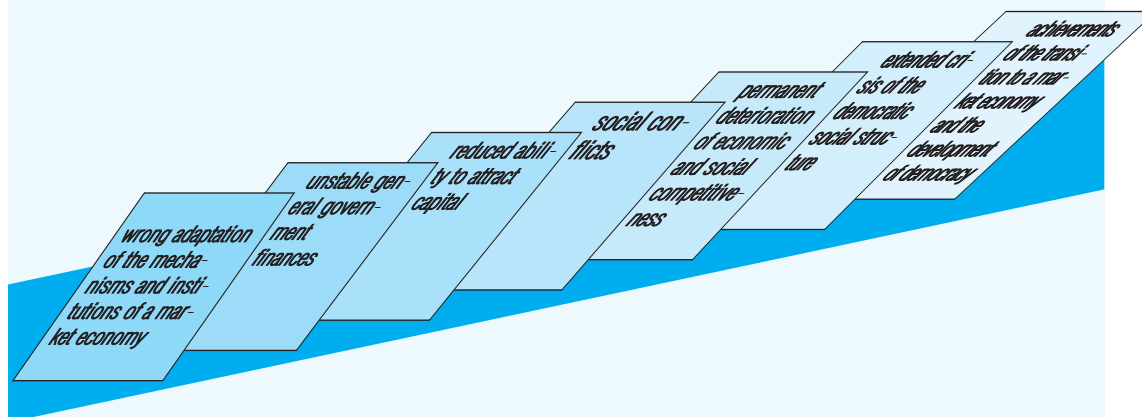 wrong adaptation
of the mecha-
nisms and insti-
tutions of a mar-
ket economy
unstable gen-
eral govern-
ment
finances
reduced abili-
ty to attract
capital
social con-
flicts
permanent
deterioration
of economic
and social
competitive-
ness
extended cri-
sis of the
democratic
social struc-
ture
achievements
of the transi-
tion to a mar-
ket economy
and the
development
of democracy